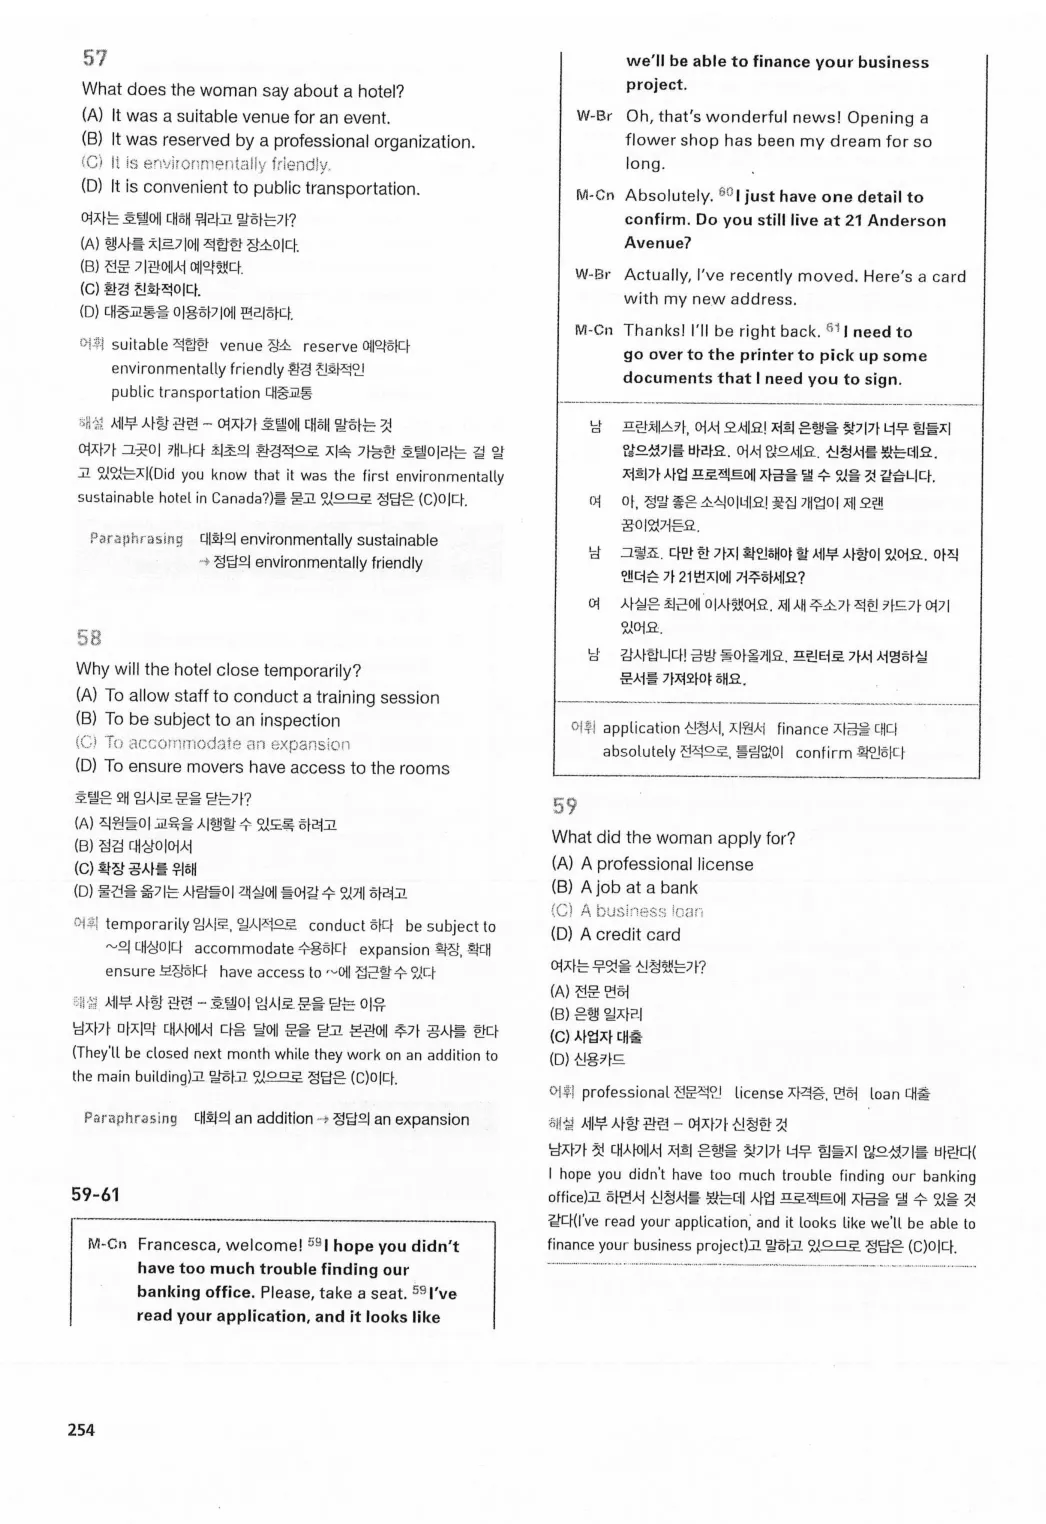 57
What does the woman say about a hotel?
(A) It was a suitable venue for an event.
(B) It was reserved by a professional organization.
(C) It is environmentally friendly.
(D) It is convenient to public transportation.
여자는 호텔에 대해 뭐라고 말하는가?
(A) 행사를 치르기에 적합한 장소이다.
(B) 전문 기관에서 예약했다.
(C) 환경 친화적이다.
(D) 대중교통을 이용하기에 편리하다.
어휘 suitable 적합한 venue 장소 reserve 예약하다
environmentally friendly 환경 친화적인
public transportation 대중교통
해설 세부 사항 관련 – 여자가 호텔에 대해 말하는 것
여자가 그곳이 캐나다 최초의 환경적으로 지속 가능한 호텔이라는 걸 알
고 있었는지(Did you know that it was the first environmentally
sustainable hotel in Canada?)를 묻고 있으므로 정답은 (C)이다.
Paraphrasing 대화의 environmentally sustainable
→ 정답의 environmentally friendly
58
Why will the hotel close temporarily?
(A) To allow staff to conduct a training session
(B) To be subject to an inspection
(C) To accommodate an expansion
(D) To ensure movers have access to the rooms
호텔은 왜 임시로 문을 닫는가?
(A) 직원들이 교육을 시행할 수 있도록 하려고
(B) 점검 대상이어서
(C) 확장 공사를 위해
(D) 물건을 옮기는 사람들이 객실에 들어갈 수 있게 하려고
어휘 temporarily 임시로, 일시적으로 conduct 하다 be subject to
~의 대상이다 accommodate 수용하다 expansion 확장, 확대
ensure 보장하다 have access to ~에 접근할 수 있다
해설 세부 사항 관련 – 호텔이 임시로 문을 닫는 이유
남자가 마지막 대사에서 다음 달에 문을 닫고 본관에 추가 공사를 한다
(They'll be closed next month while they work on an addition to
the main building)고 말하고 있으므로 정답은 (C)이다.
Paraphrasing 대화의 an addition → 정답의 an expansion
59-61
M-Cn Francesca, welcome! 59 I hope you didn't
have too much trouble finding our
banking office. Please, take a seat. 59 I've
read your application, and it looks like
we'll be able to finance your business
project.
W-Br Oh, that's wonderful news! Opening a
flower shop has been my dream for so
long.
M-Cn Absolutely. 60 I just have one detail to
confirm. Do you still live at 21 Anderson
Avenue?
W-Br Actually, I've recently moved. Here's a card
with my new address.
M-Cn Thanks! I'll be right back. 61 I need to
go over to the printer to pick up some
documents that I need you to sign.
남 프란체스카, 어서 오세요! 저희 은행을 찾기가 너무 힘들지
않으셨기를 바라요. 어서 앉으세요. 신청서를 봤는데요.
저희가 사업 프로젝트에 자금을 댈 수 있을 것 같습니다.
여 아, 정말 좋은 소식이네요! 꽃집 개업이 제 오랜
꿈이었거든요.
남 그렇죠. 다만 한 가지 확인해야 할 세부 사항이 있어요. 아직
앤더슨 가 21번지에 거주하세요?
여 사실은 최근에 이사했어요. 제 새 주소가 적힌 카드가 여기
있어요.
남 감사합니다! 금방 돌아올게요. 프린터로 가서 서명하실
문서를 가져와야 해요.
어휘 application 신청서, 지원서 finance 자금을 대다
absolutely 전적으로, 틀림없이 confirm 확인하다
59
What did the woman apply for?
(A) A professional license
(B) A job at a bank
(C) A business loan
(D) A credit card
여자는 무엇을 신청했는가?
(A) 전문 면허
(B) 은행 일자리
(C) 사업자 대출
(D) 신용카드
어휘 professional 전문적인 license 자격증, 면허 loan 대출
해설 세부 사항 관련 – 여자가 신청한 것
남자가 첫 대사에서 저희 은행을 찾기가 너무 힘들지 않으셨기를 바란다(
I hope you didn't have too much trouble finding our banking
office)고 하면서 신청서를 봤는데 사업 프로젝트에 자금을 댈 수 있을 것
같다(I've read your application, and it looks like we'll be able to
finance your business project)고 말하고 있으므로 정답은 (C)이다.
254